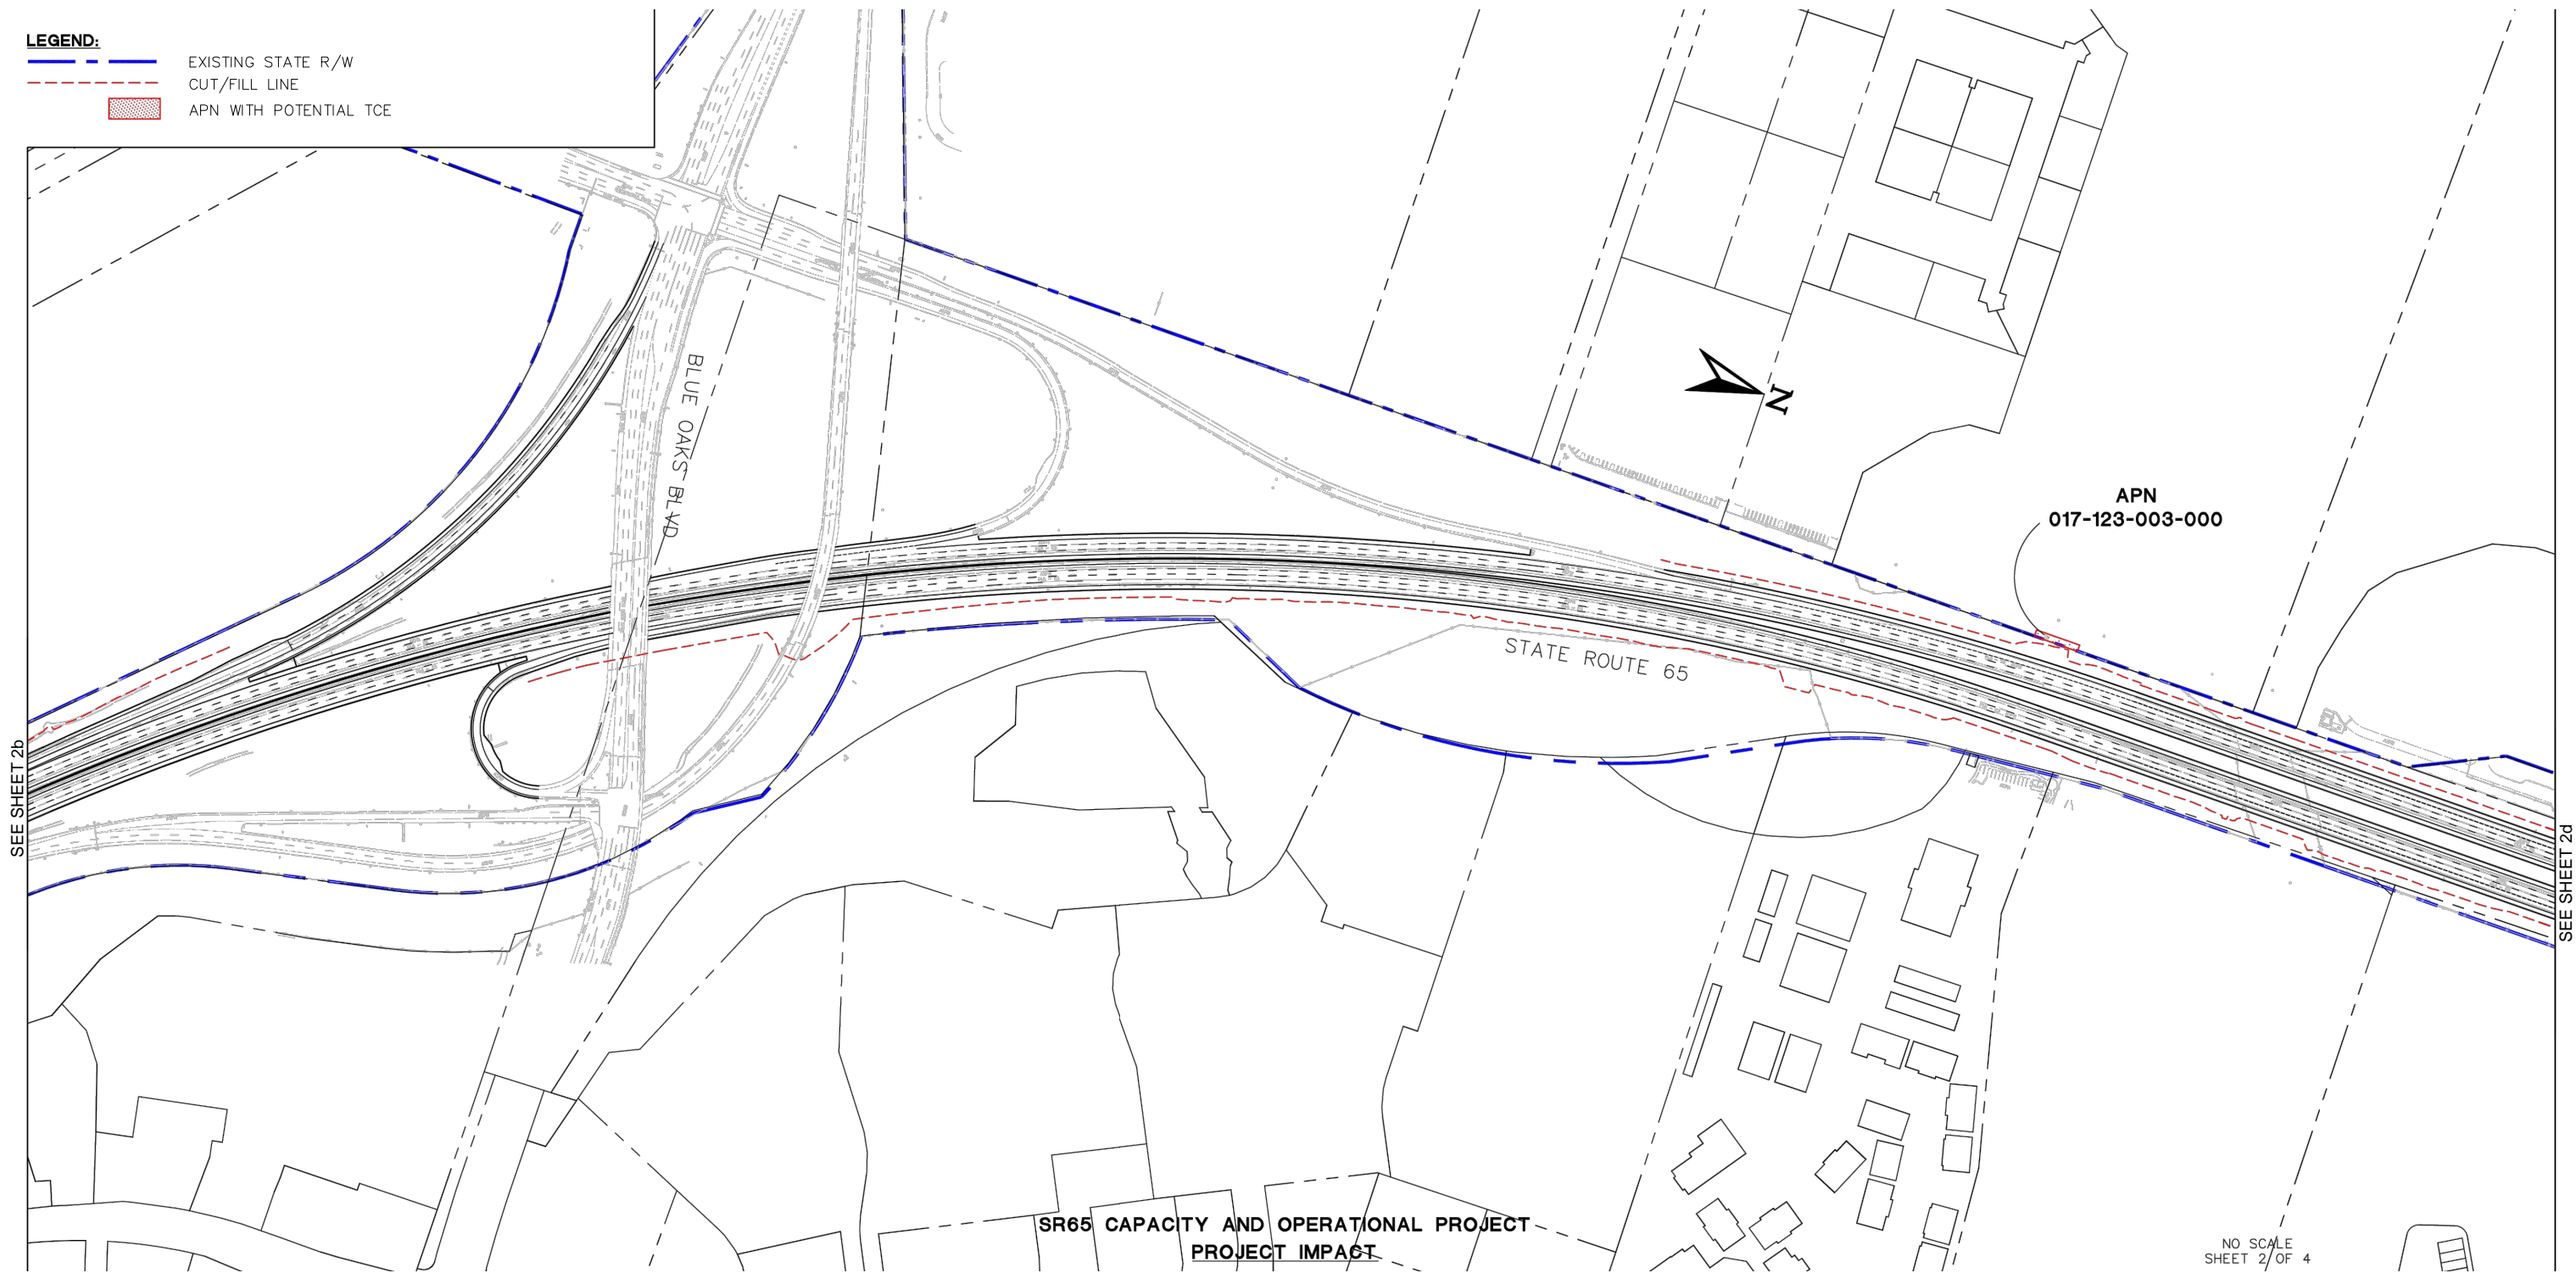 LEGEND:
EXISTING STATE R/W
CUT/FILL LINE
APN WITH POTENTIAL TCE
BLUE OAKS BLVD
N
APN
017-123-003-000
STATE ROUTE 65
SEE SHEET 2b
SEE SHEET 2d
SR65 CAPACITY AND OPERATIONAL PROJECT
PROJECT IMPACT
NO SCALE
SHEET 2 OF 4